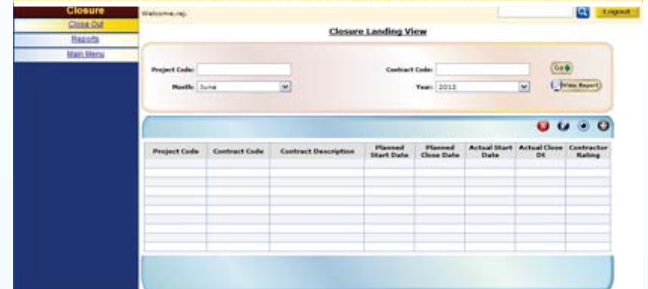 Closure
Welcome, raj.
Logout
Close Out
Reports
Main Menu
Closure Landing View
Project Code:
Contract Code:
Go
Month: June
Year: 2012
View Report
Project Code Contract Code Contract Description Planned Start Date Planned Close Date Actual Start Date Actual Close Dt Contractor Rating